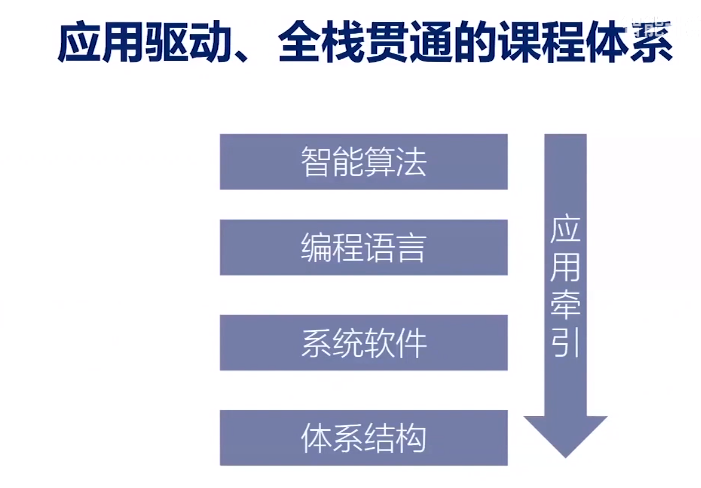 应用驱动、全栈贯通的课程体系
智能算法
编程语言
系统软件
体系结构
应用牵引